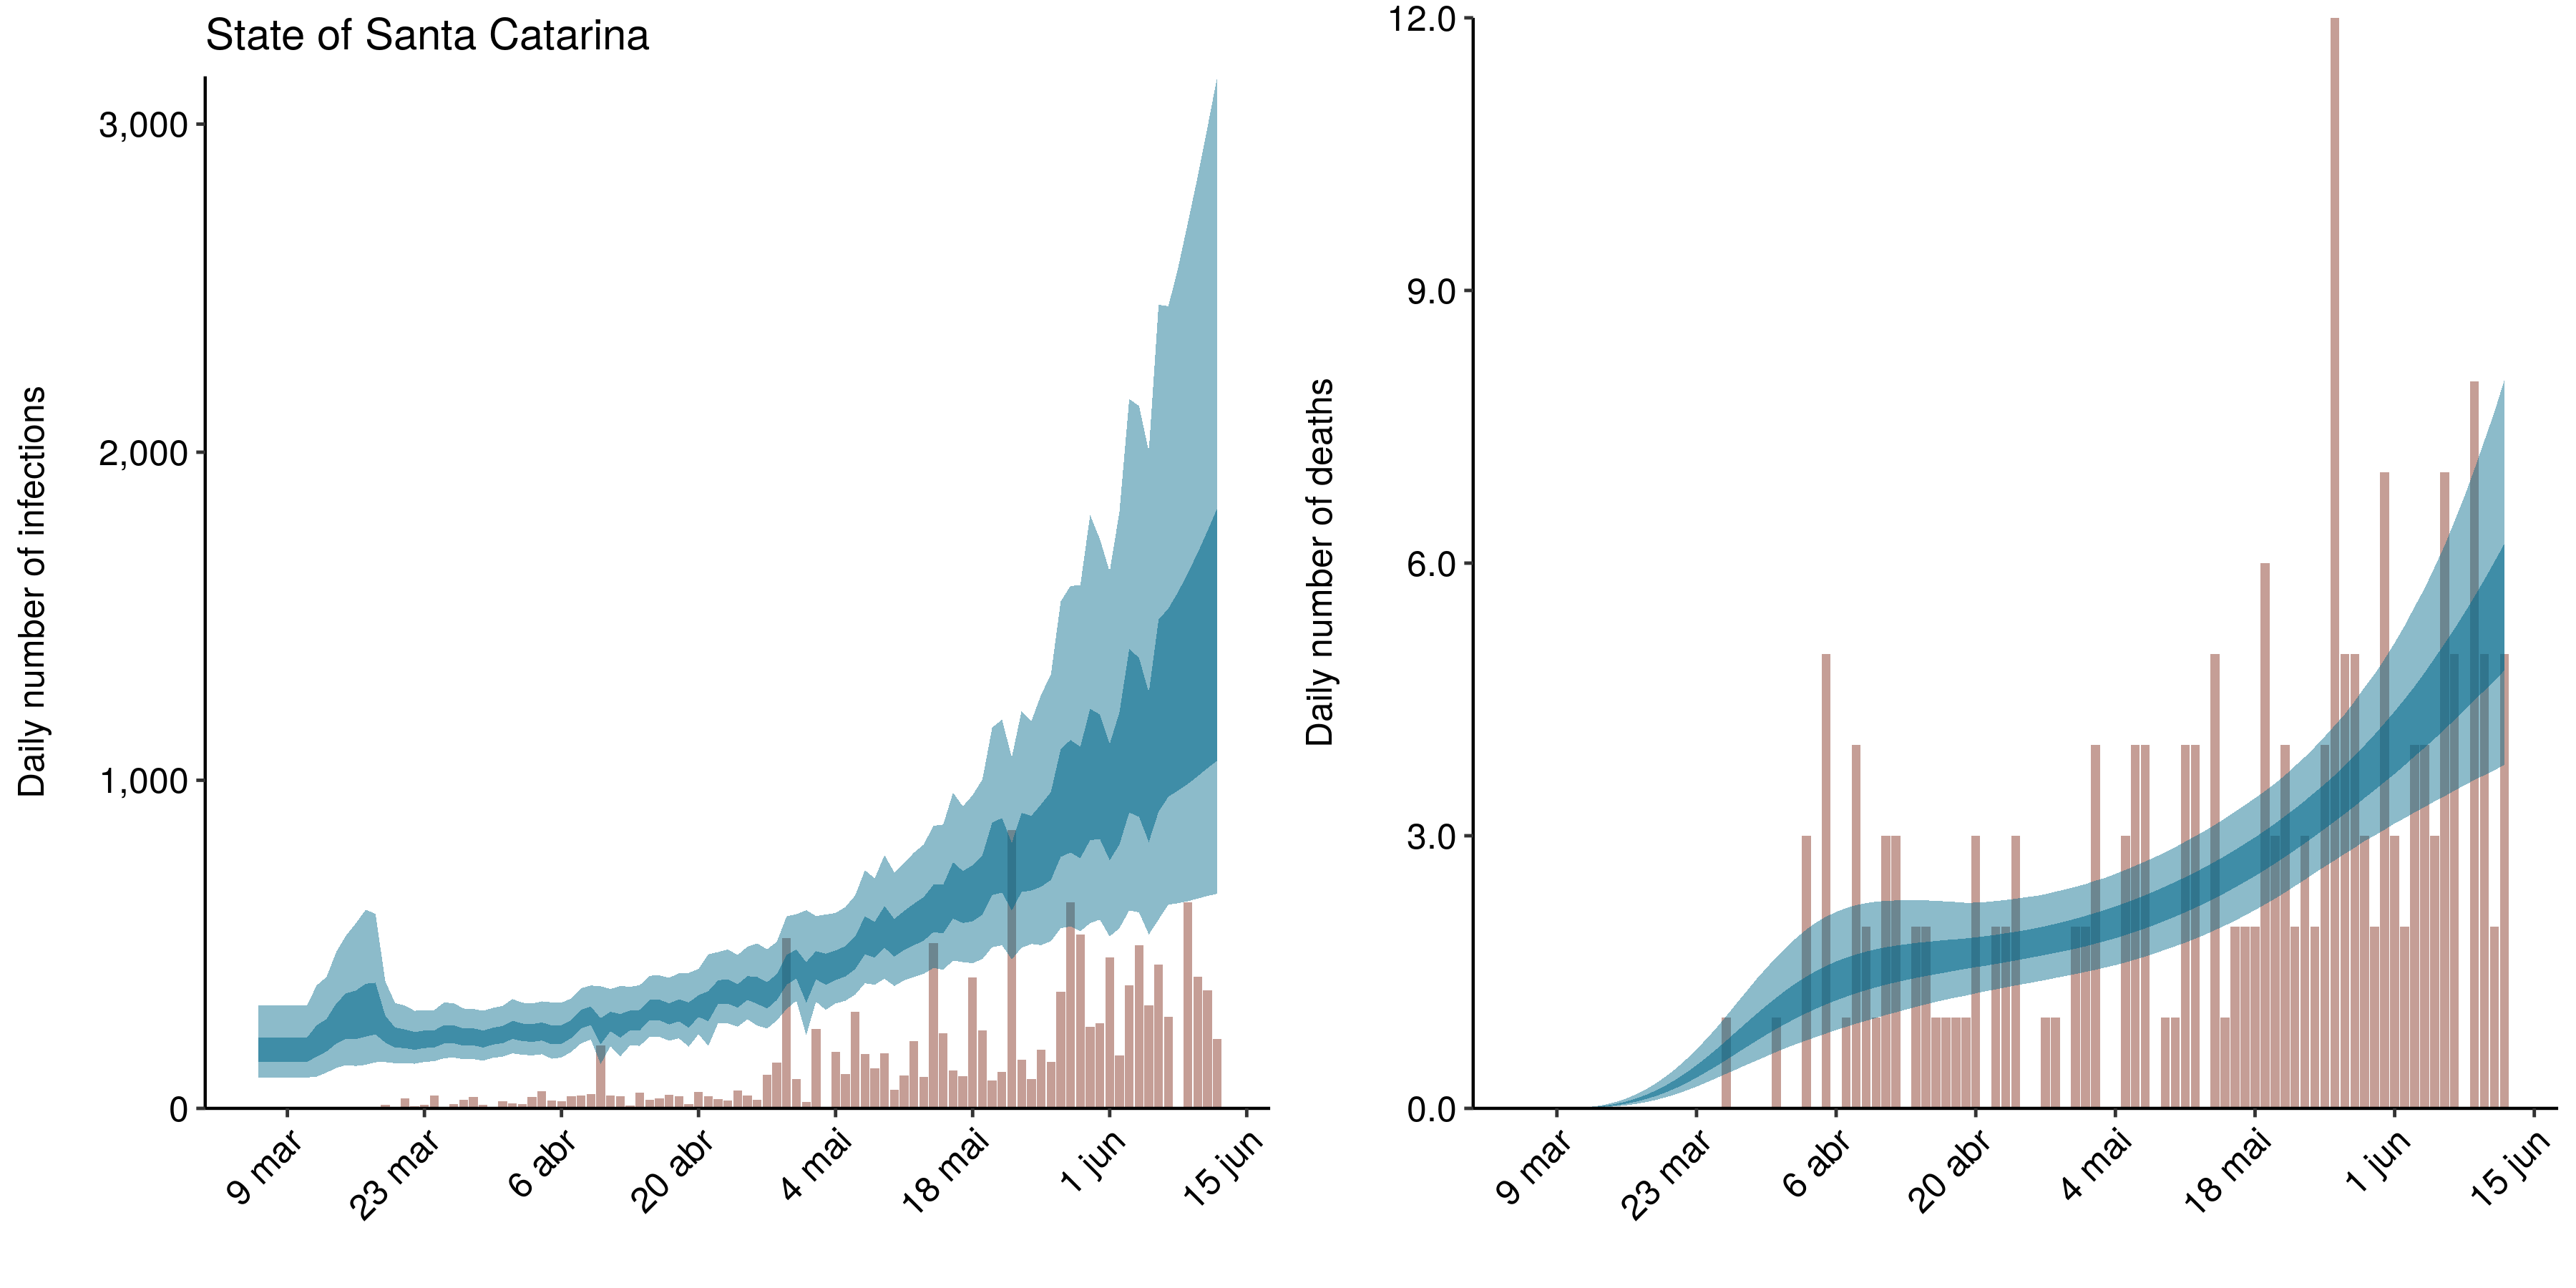 State of Santa Catarina
Daily number of infections
3,000
2,000
1,000
0
9 mar
23 mar
6 abr
20 abr
4 mai
18 mai
1 jun
15 jun
Daily number of deaths
12.0
9.0
6.0
3.0
0.0
9 mar
23 mar
6 abr
20 abr
4 mai
18 mai
1 jun
15 jun